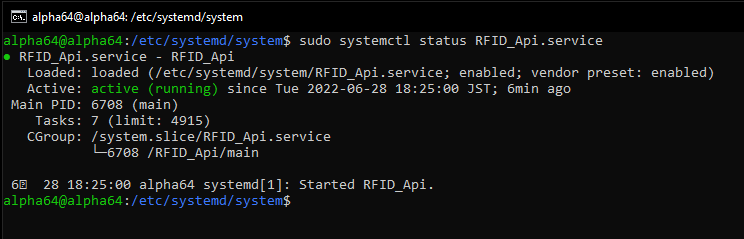 alpha64@alpha64: /etc/systemd/system
alpha64@alpha64:/etc/systemd/system$ sudo systemctl status RFID_Api.service
● RFID_Api.service - RFID_Api
Loaded: loaded (/etc/systemd/system/RFID_Api.service; enabled; vendor preset: enabled)
Active: active (running) since Tue 2022-06-28 18:25:00 JST; 6min ago
Main PID: 6708 (main)
Tasks: 7 (limit: 4915)
CGroup: /system.slice/RFID_Api.service
└─6708 /RFID_Api/main
6 28 18:25:00 alpha64 systemd[1]: Started RFID_Api.
alpha64@alpha64:/etc/systemd/system$